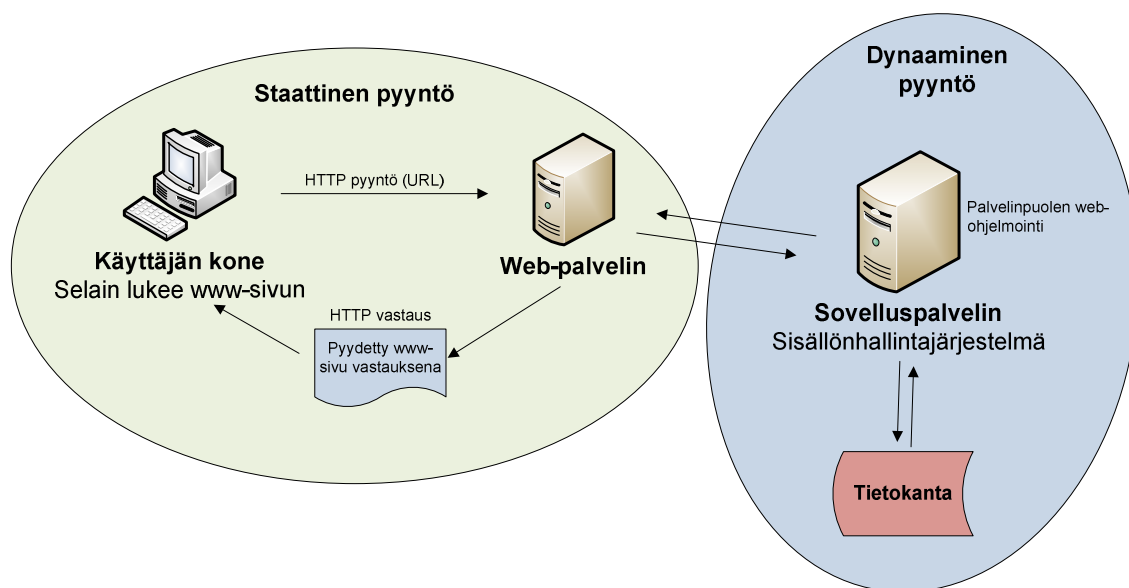 Staattinen pyyntö
HTTP pyyntö (URL)
Käyttäjän kone
Selain lukee www-sivun
Web-palvelin
HTTP vastaus
Pyydetty www-
sivu vastauksena
Dynaaminen
pyyntö
Palvelinpuolen web-
ohjelmointi
Sovelluspalvelin
Sisällönhallintajärjestelmä
Tietokanta